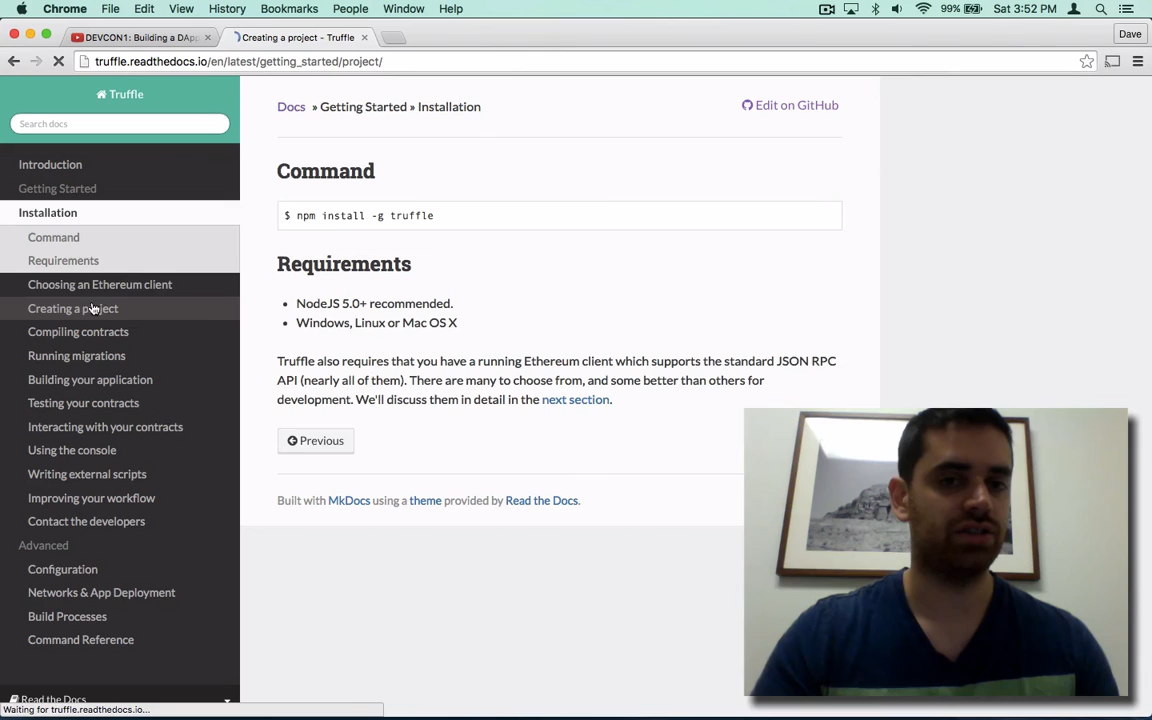 Chrome File Edit View History Bookmarks People Window Help 99% Sat 3:52 PM
DEVCON1: Building a DApp
Creating a project - Truffle
Dave
truffle.readthedocs.io/en/latest/getting_started/project/
Truffle
Search docs
Introduction
Getting Started
Installation
Command
Requirements
Choosing an Ethereum client
Creating a project
Compiling contracts
Running migrations
Building your application
Testing your contracts
Interacting with your contracts
Using the console
Writing external scripts
Improving your workflow
Contact the developers
Advanced
Configuration
Networks & App Deployment
Build Processes
Command Reference
Read the Docs
Waiting for truffle.readthedocs.io...
Docs » Getting Started » Installation
Edit on GitHub
Command
$ npm install -g truffle
Requirements
• NodeJS 5.0+ recommended.
• Windows, Linux or Mac OS X
Truffle also requires that you have a running Ethereum client which supports the standard JSON RPC
API (nearly all of them). There are many to choose from, and some better than others for
development. We'll discuss them in detail in the next section.
Previous
Built with MkDocs using a theme provided by Read the Docs.